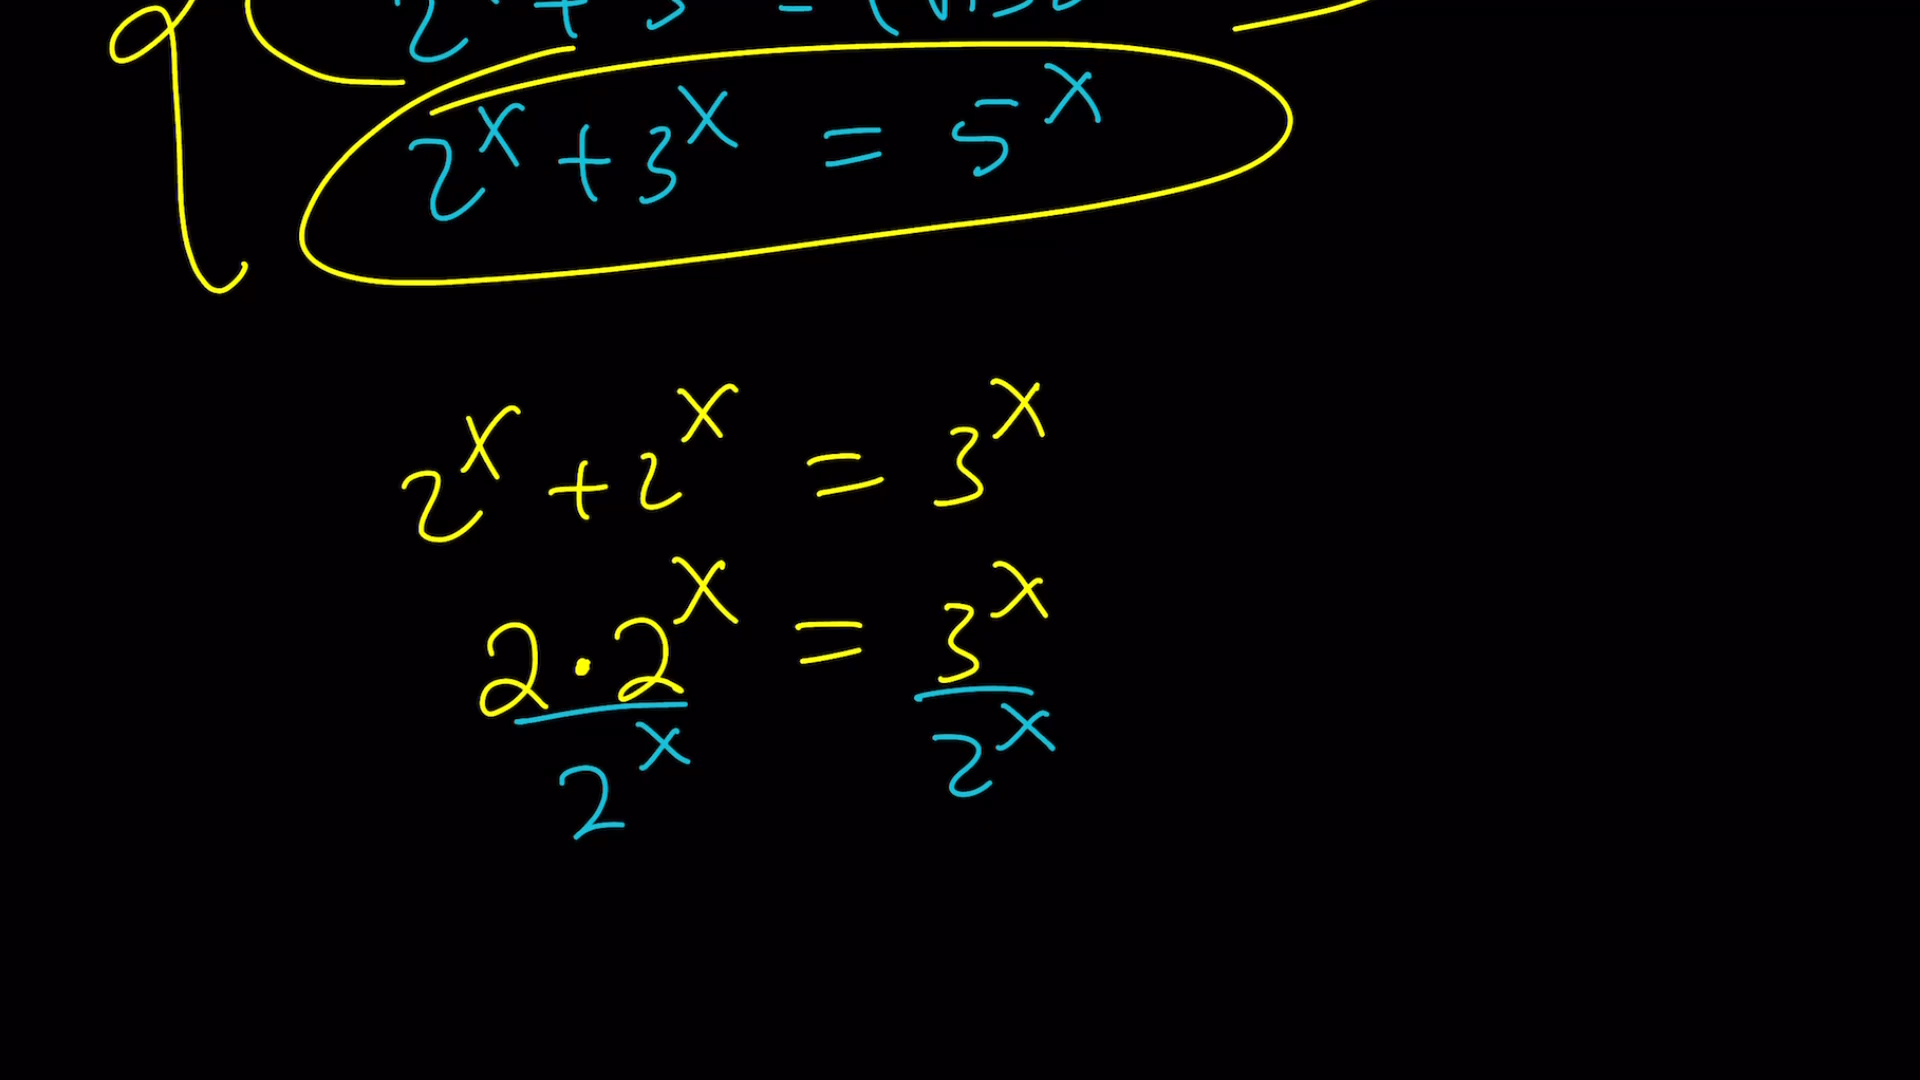 2^x + 3^x = 5^x
2^x + 2^x = 3^x
2 · 2^x = 3^x
2^x 2^x